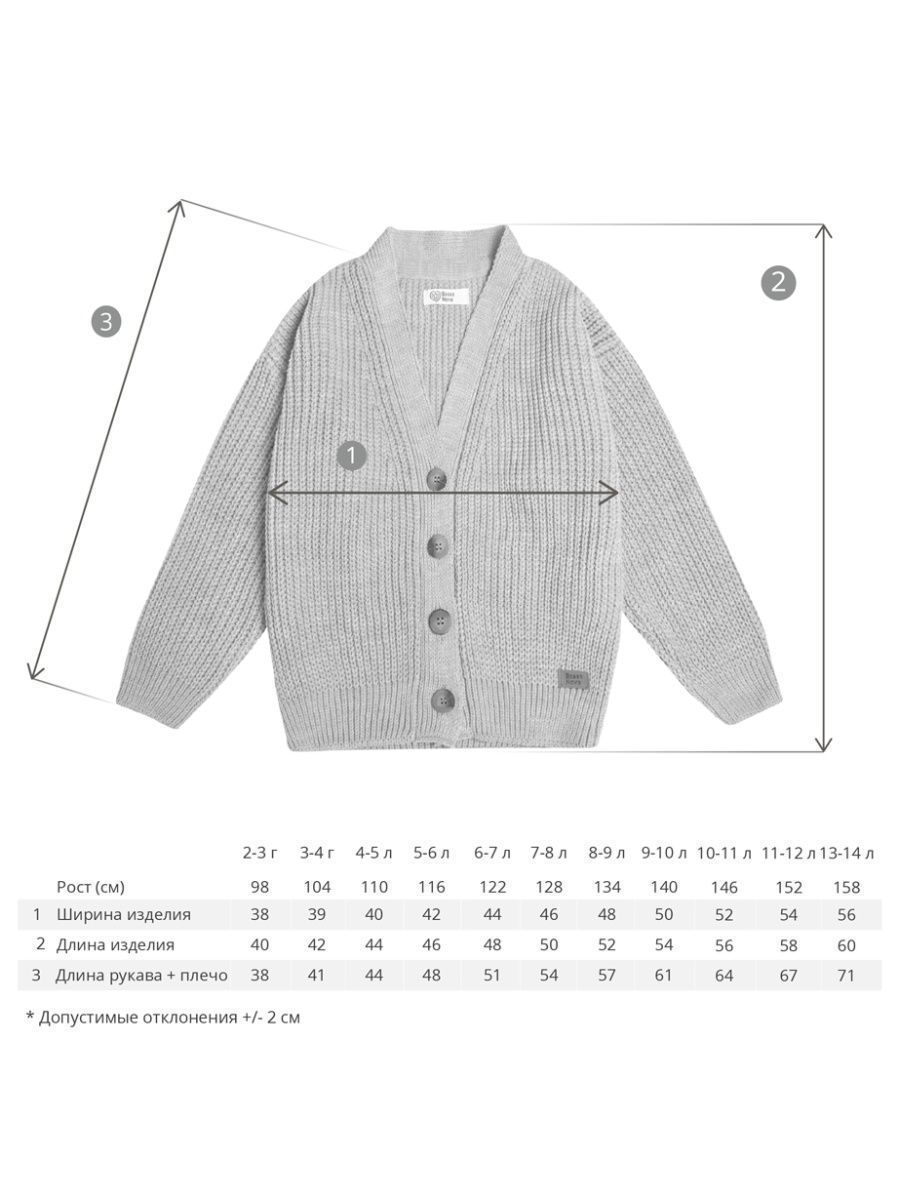 2
3
Bossa
Nova
1
Bossa
Nova
2-3 г 3-4 г 4-5 л 5-6 л 6-7 л 7-8 л 8-9 л 9-10 л 10-11 л 11-12 л 13-14 л
Рост (см) 98 104 110 116 122 128 134 140 146 152 158
1 Ширина изделия 38 39 40 42 44 46 48 50 52 54 56
2 Длина изделия 40 42 44 46 48 50 52 54 56 58 60
3 Длина рукава + плечо 38 41 44 48 51 54 57 61 64 67 71
* Допустимые отклонения +/- 2 см